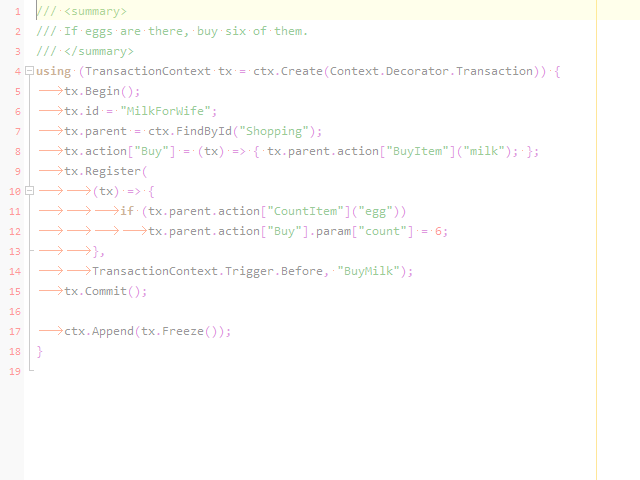 1 /// <summary>
2 /// If eggs are there, buy six of them.
3 /// </summary>
4 using (TransactionContext tx = ctx.Create(Context.Decorator.Transaction)) {
5 tx.Begin();
6 tx.id = "MilkForWife";
7 tx.parent = ctx.FindById("Shopping");
8 tx.action["Buy"] = (tx) => { tx.parent.action["BuyItem"]("milk"); };
9 tx.Register(
10 (tx) => {
11 if (tx.parent.action["CountItem"]("egg"))
12 tx.parent.action["Buy"].param["count"] = 6;
13 },
14 TransactionContext.Trigger.Before, "BuyMilk");
15 tx.Commit();
16
17 ctx.Append(tx.Freeze());
18 }
19